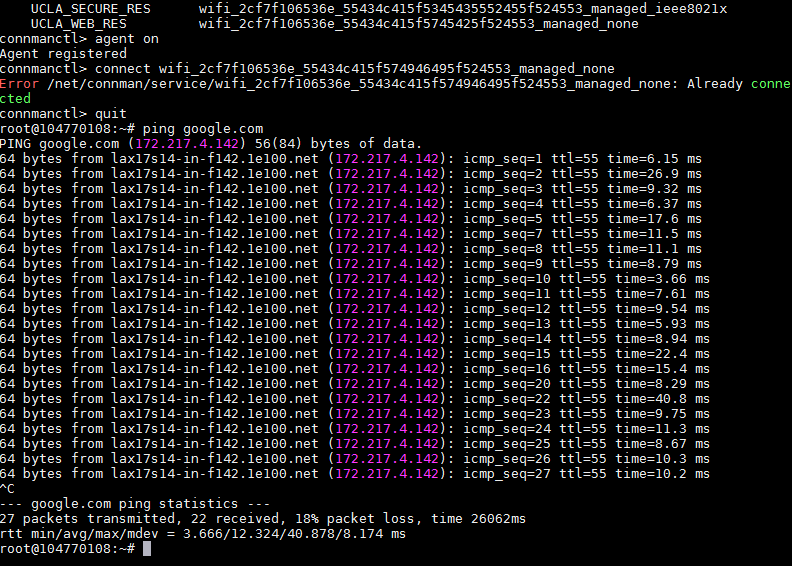 UCLA_SECURE_RES wifi_2cf7f106536e_55434c415f5345435552455f524553_managed_ieee8021x
UCLA_WEB_RES wifi_2cf7f106536e_55434c415f5745425f524553_managed_none
connmanctl> agent on
Agent registered
connmanctl> connect wifi_2cf7f106536e_55434c415f574946495f524553_managed_none
Error /net/connman/service/wifi_2cf7f106536e_55434c415f574946495f524553_managed_none: Already conne
cted
connmanctl> quit
root@104770108:~# ping google.com
PING google.com (172.217.4.142) 56(84) bytes of data.
64 bytes from lax17s14-in-f142.1e100.net (172.217.4.142): icmp_seq=1 ttl=55 time=6.15 ms
64 bytes from lax17s14-in-f142.1e100.net (172.217.4.142): icmp_seq=2 ttl=55 time=26.9 ms
64 bytes from lax17s14-in-f142.1e100.net (172.217.4.142): icmp_seq=3 ttl=55 time=9.32 ms
64 bytes from lax17s14-in-f142.1e100.net (172.217.4.142): icmp_seq=4 ttl=55 time=6.37 ms
64 bytes from lax17s14-in-f142.1e100.net (172.217.4.142): icmp_seq=5 ttl=55 time=17.6 ms
64 bytes from lax17s14-in-f142.1e100.net (172.217.4.142): icmp_seq=7 ttl=55 time=11.5 ms
64 bytes from lax17s14-in-f142.1e100.net (172.217.4.142): icmp_seq=8 ttl=55 time=11.1 ms
64 bytes from lax17s14-in-f142.1e100.net (172.217.4.142): icmp_seq=9 ttl=55 time=8.79 ms
64 bytes from lax17s14-in-f142.1e100.net (172.217.4.142): icmp_seq=10 ttl=55 time=3.66 ms
64 bytes from lax17s14-in-f142.1e100.net (172.217.4.142): icmp_seq=11 ttl=55 time=7.61 ms
64 bytes from lax17s14-in-f142.1e100.net (172.217.4.142): icmp_seq=12 ttl=55 time=9.54 ms
64 bytes from lax17s14-in-f142.1e100.net (172.217.4.142): icmp_seq=13 ttl=55 time=5.93 ms
64 bytes from lax17s14-in-f142.1e100.net (172.217.4.142): icmp_seq=14 ttl=55 time=8.94 ms
64 bytes from lax17s14-in-f142.1e100.net (172.217.4.142): icmp_seq=15 ttl=55 time=22.4 ms
64 bytes from lax17s14-in-f142.1e100.net (172.217.4.142): icmp_seq=16 ttl=55 time=15.4 ms
64 bytes from lax17s14-in-f142.1e100.net (172.217.4.142): icmp_seq=20 ttl=55 time=8.29 ms
64 bytes from lax17s14-in-f142.1e100.net (172.217.4.142): icmp_seq=22 ttl=55 time=40.8 ms
64 bytes from lax17s14-in-f142.1e100.net (172.217.4.142): icmp_seq=23 ttl=55 time=9.75 ms
64 bytes from lax17s14-in-f142.1e100.net (172.217.4.142): icmp_seq=24 ttl=55 time=11.3 ms
64 bytes from lax17s14-in-f142.1e100.net (172.217.4.142): icmp_seq=25 ttl=55 time=8.67 ms
64 bytes from lax17s14-in-f142.1e100.net (172.217.4.142): icmp_seq=26 ttl=55 time=10.3 ms
64 bytes from lax17s14-in-f142.1e100.net (172.217.4.142): icmp_seq=27 ttl=55 time=10.2 ms
^C
--- google.com ping statistics ---
27 packets transmitted, 22 received, 18% packet loss, time 26062ms
rtt min/avg/max/mdev = 3.666/12.324/40.878/8.174 ms
root@104770108:~#